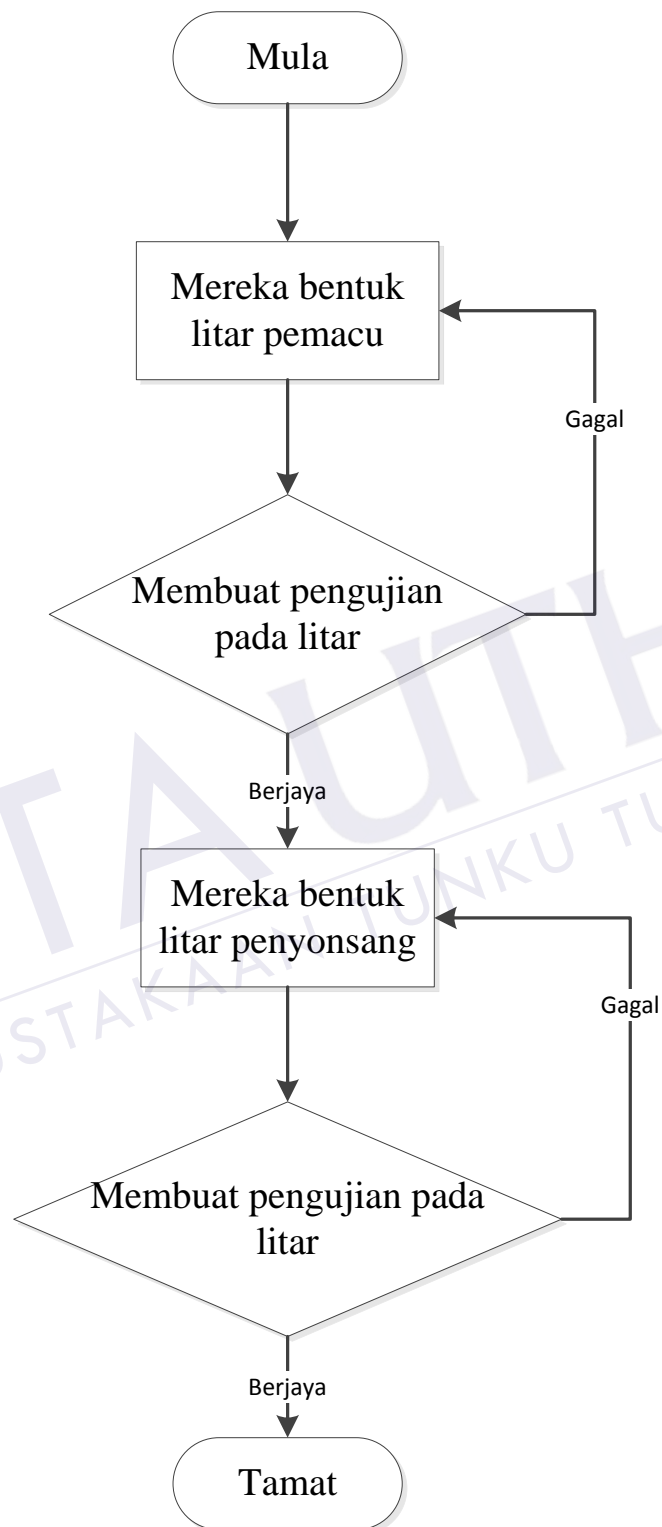 Mula
Mereka bentuk
litar pemacu
Gagal
Membuat pengujian
pada litar
Berjaya
Mereka bentuk
litar penyonsang
Gagal
Membuat pengujian pada
litar
Berjaya
Tamat